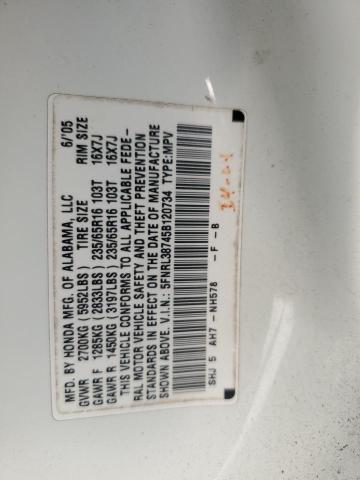 MFD. BY HONDA MFG. OF ALABAMA, LLC 6/'05
GVWR 2700KG (5952LBS) TIRE SIZE RIM SIZE
GAWR F 1285KG (2833LBS) 235/65R16 103T 16X7J
GAWR R 1450KG (3197LBS) 235/65R16 103T 16X7J
THIS VEHICLE CONFORMS TO ALL APPLICABLE FEDE-
RAL MOTOR VEHICLE SAFETY AND THEFT PREVENTION
STANDARDS IN EFFECT ON THE DATE OF MANUFACTURE
SHOWN ABOVE. V.I.N.: 5FNRL38745B120734 TYPE:MPV
SHJ 5 AH7 -NH578 -F -B